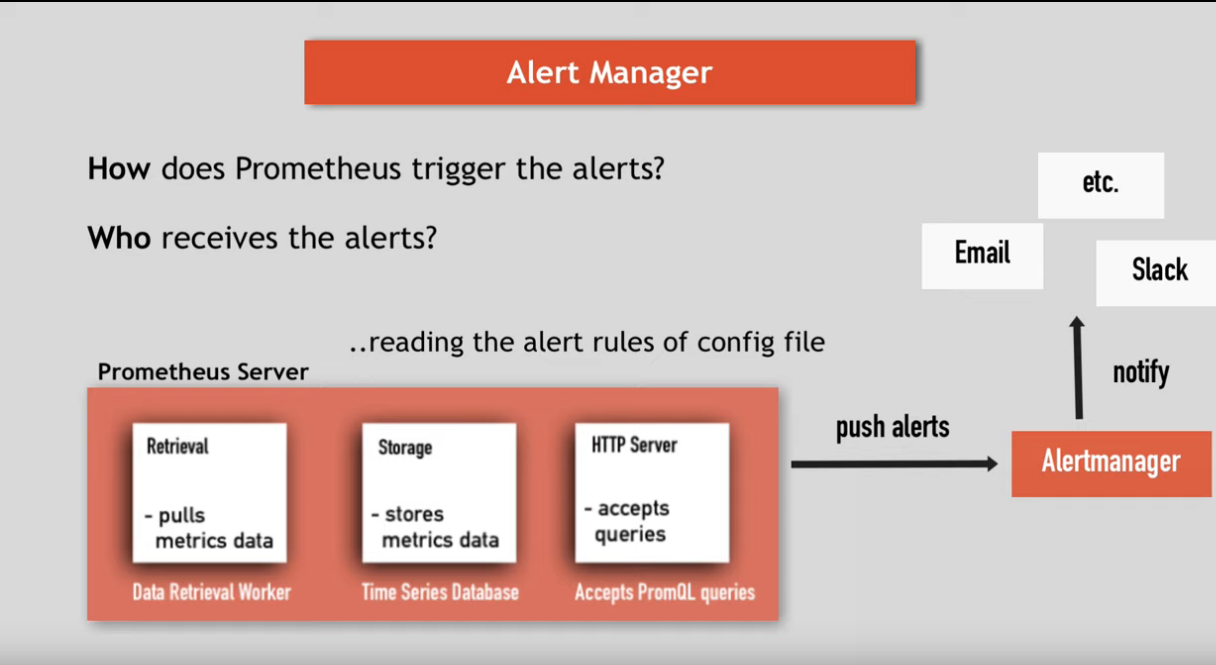 Alert Manager
How does Prometheus trigger the alerts?
Who receives the alerts?
etc.
Email
Slack
..reading the alert rules of config file
notify
Prometheus Server
push alerts
Alertmanager
Retrieval
- pulls
metrics data
Data Retrieval Worker
Storage
- stores
metrics data
Time Series Database
HTTP Server
- accepts
queries
Accepts PromQL queries